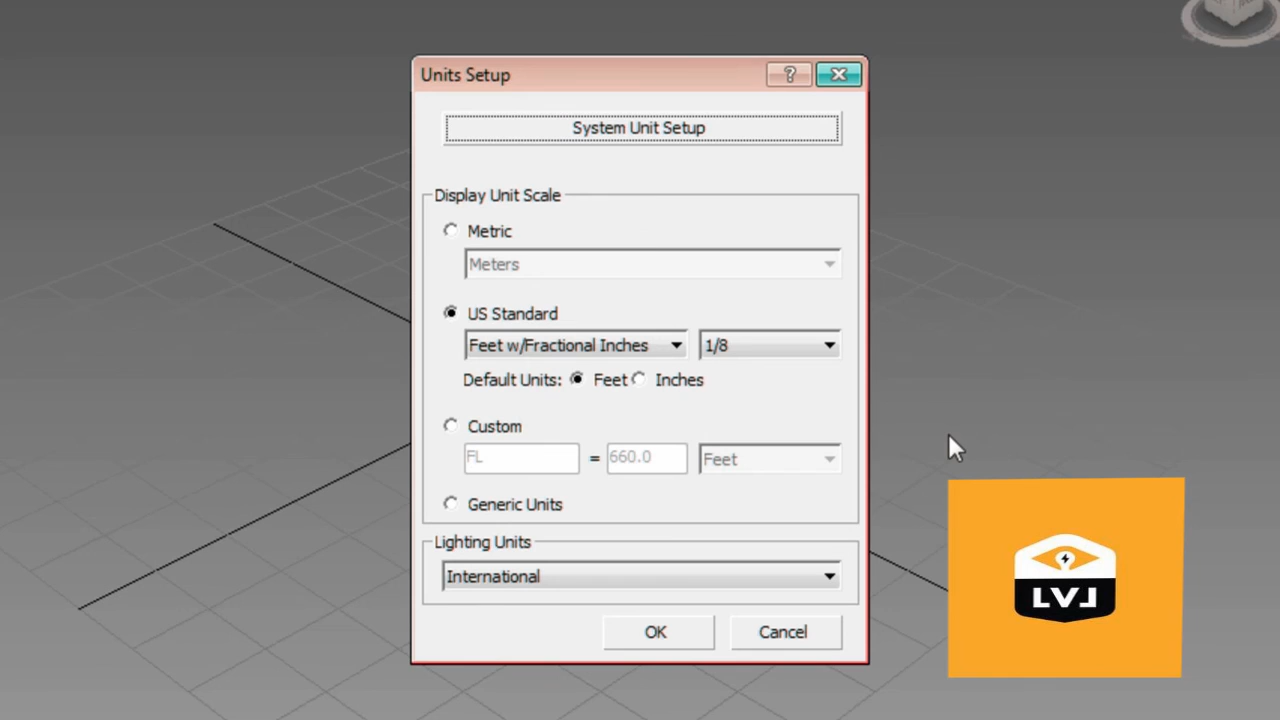 Units Setup
?
System Unit Setup
Display Unit Scale
Metric
Meters
US Standard
Feet w/Fractional Inches 1/8
Default Units: Feet Inches
Custom
FL = 660.0 Feet
Generic Units
Lighting Units
International
OK Cancel
LVL